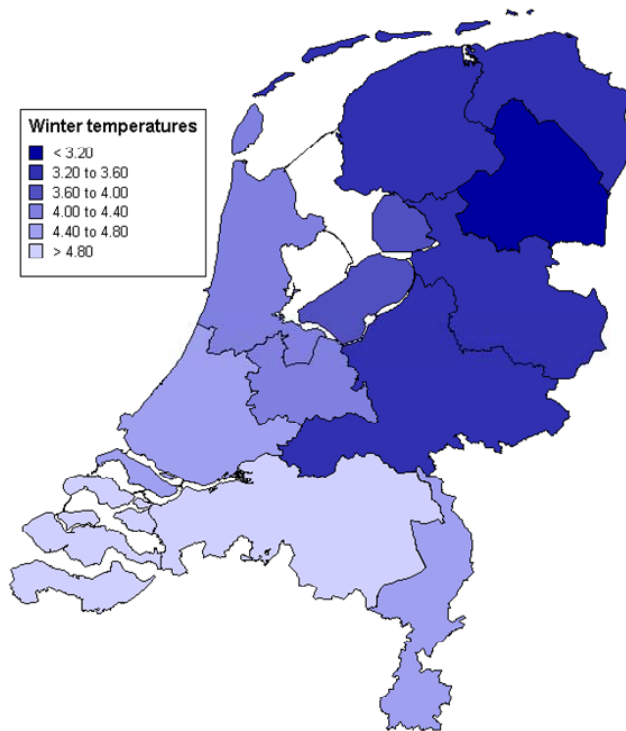 Winter temperatures
< 3.20
3.20 to 3.60
3.60 to 4.00
4.00 to 4.40
4.40 to 4.80
> 4.80